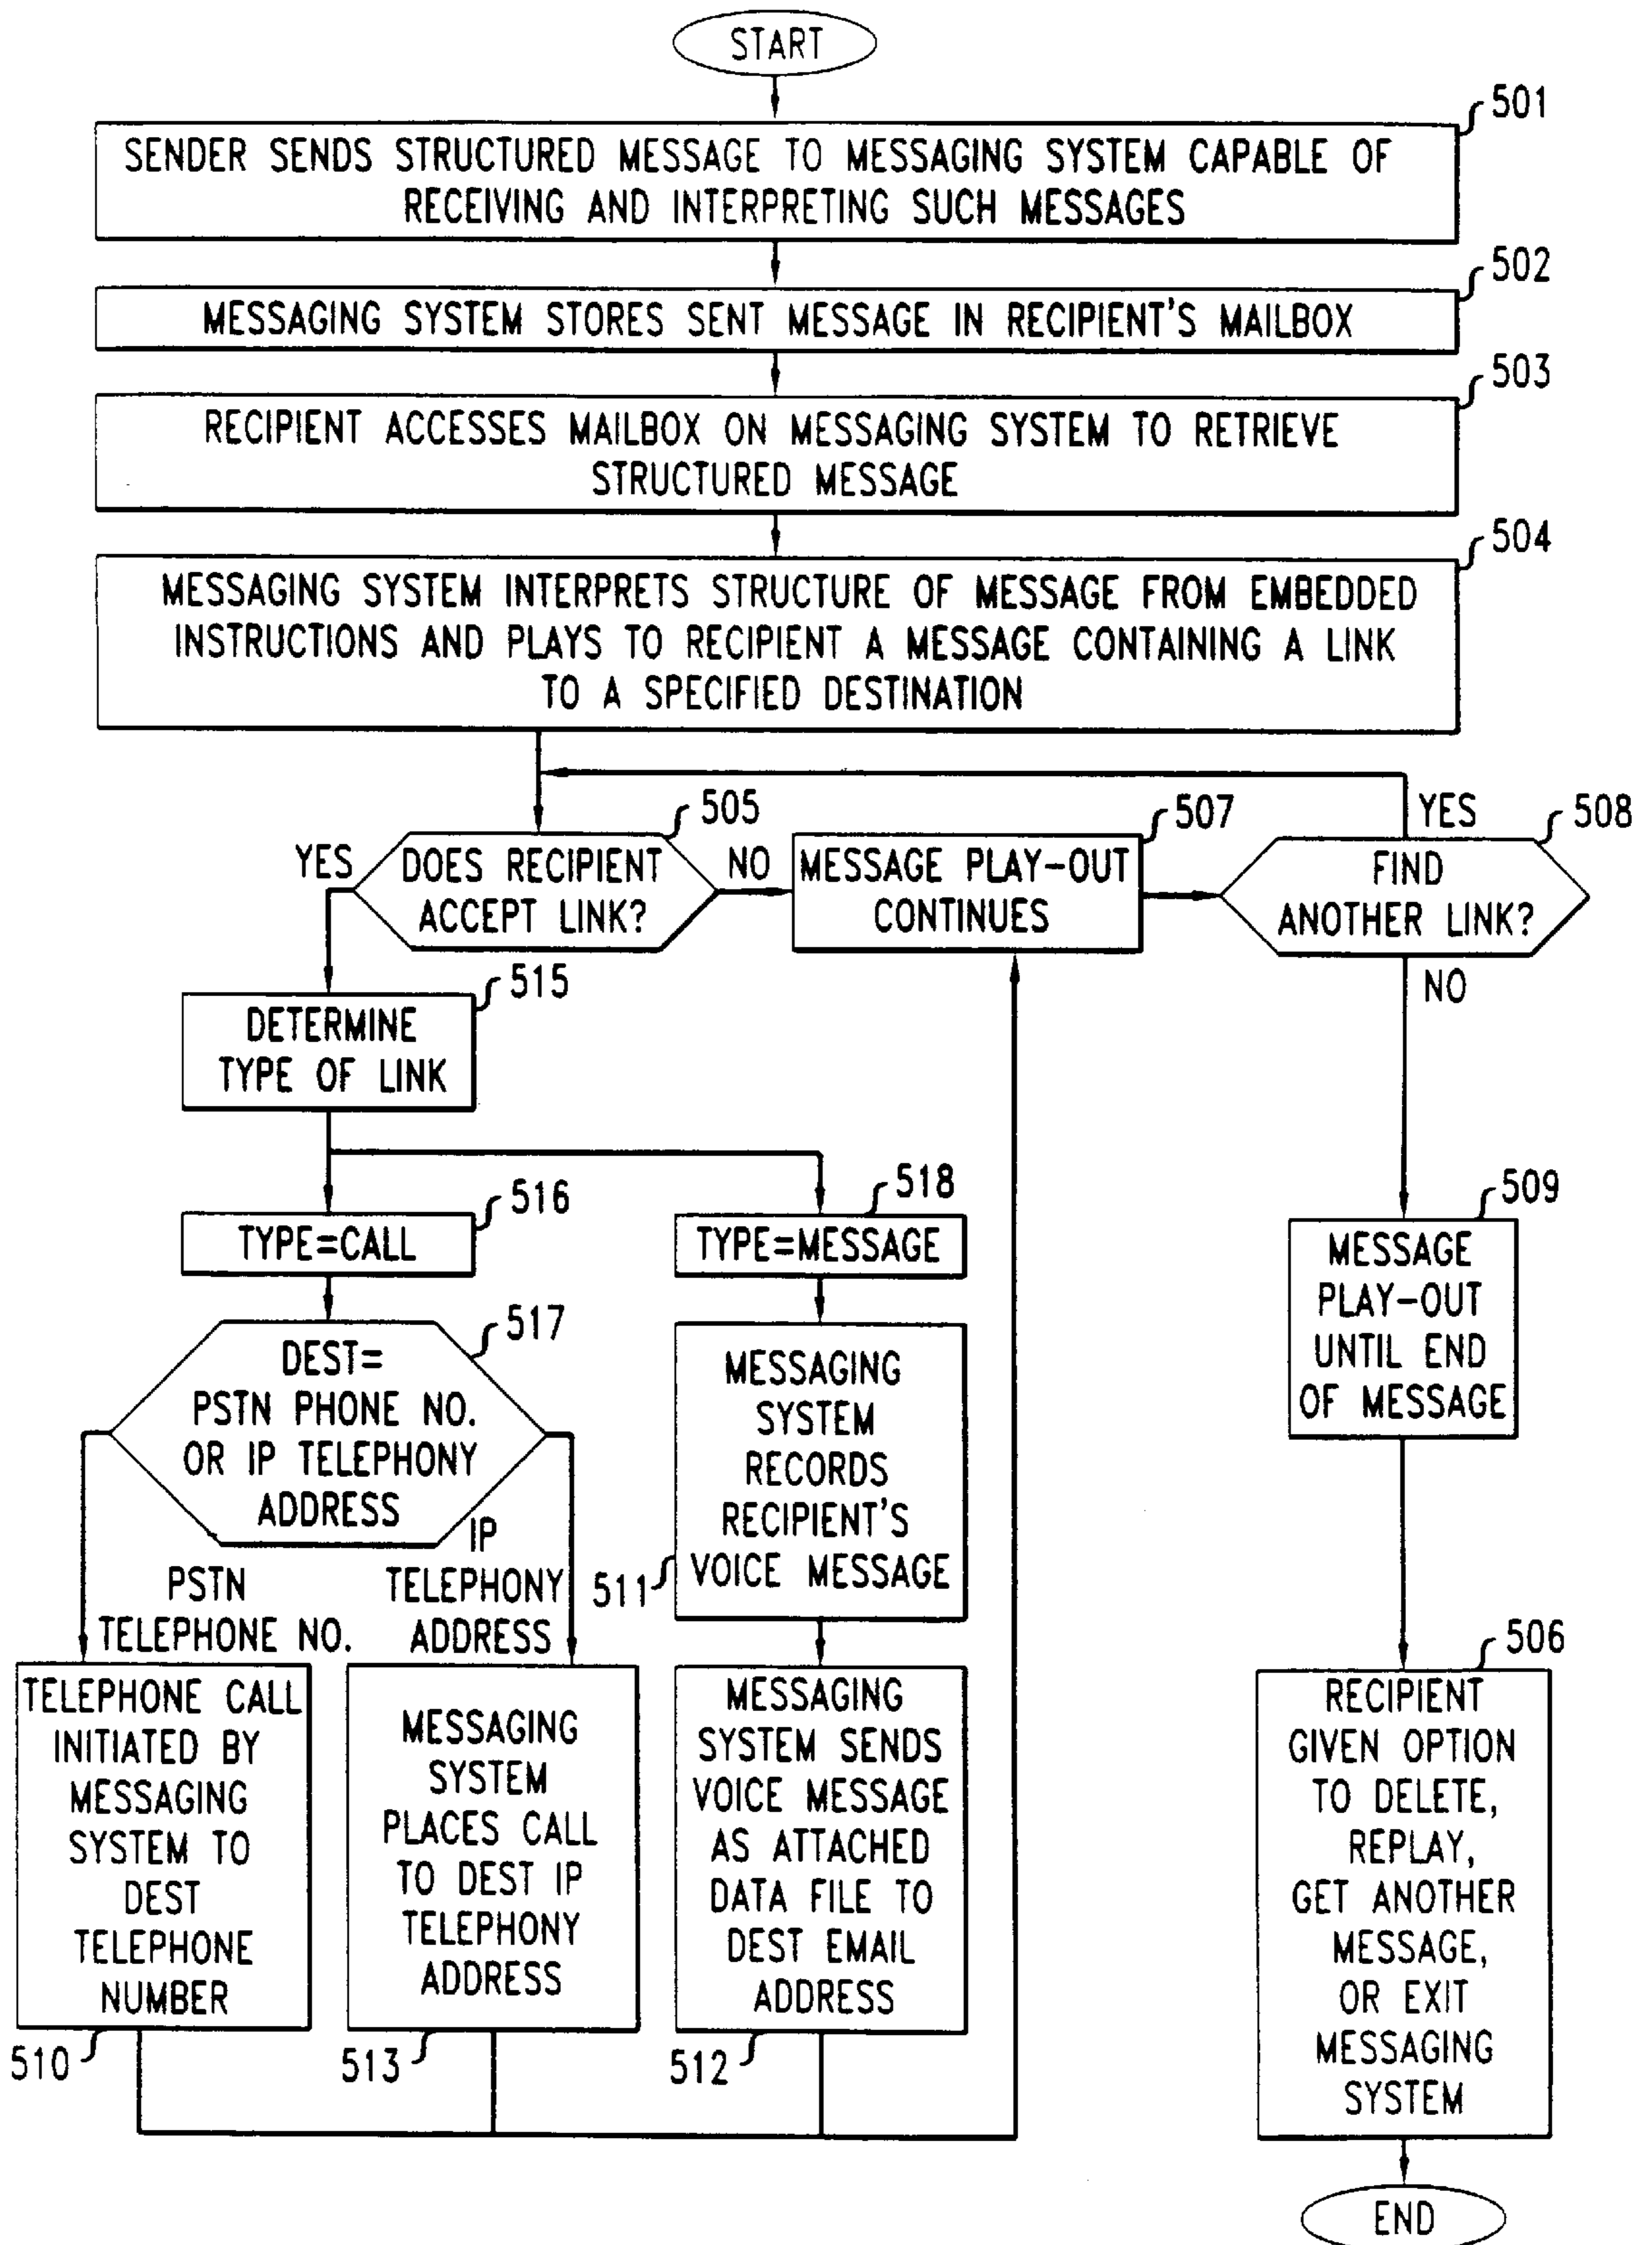 START
501
SENDER SENDS STRUCTURED MESSAGE TO MESSAGING SYSTEM CAPABLE OF
RECEIVING AND INTERPRETING SUCH MESSAGES
502
MESSAGING SYSTEM STORES SENT MESSAGE IN RECIPIENT'S MAILBOX
503
RECIPIENT ACCESSES MAILBOX ON MESSAGING SYSTEM TO RETRIEVE
STRUCTURED MESSAGE
504
MESSAGING SYSTEM INTERPRETS STRUCTURE OF MESSAGE FROM EMBEDDED
INSTRUCTIONS AND PLAYS TO RECIPIENT A MESSAGE CONTAINING A LINK
TO A SPECIFIED DESTINATION
505
YES
DOES RECIPIENT
ACCEPT LINK?
NO
507
MESSAGE PLAY-OUT
CONTINUES
YES
508
FIND
ANOTHER LINK?
NO
515
DETERMINE
TYPE OF LINK
516
TYPE=CALL
518
TYPE=MESSAGE
517
DEST=
PSTN PHONE NO.
OR IP TELEPHONY
ADDRESS
PSTN
TELEPHONE NO.
IP
TELEPHONY
ADDRESS
511
MESSAGING
SYSTEM
RECORDS
RECIPIENT'S
VOICE MESSAGE
509
MESSAGE
PLAY-OUT
UNTIL END
OF MESSAGE
TELEPHONE CALL
INITIATED BY
MESSAGING
SYSTEM TO
DEST
TELEPHONE
NUMBER
510
MESSAGING
SYSTEM
PLACES CALL
TO DEST IP
TELEPHONY
ADDRESS
513
MESSAGING
SYSTEM SENDS
VOICE MESSAGE
AS ATTACHED
DATA FILE TO
DEST EMAIL
ADDRESS
512
506
RECIPIENT
GIVEN OPTION
TO DELETE,
REPLAY,
GET ANOTHER
MESSAGE,
OR EXIT
MESSAGING
SYSTEM
END